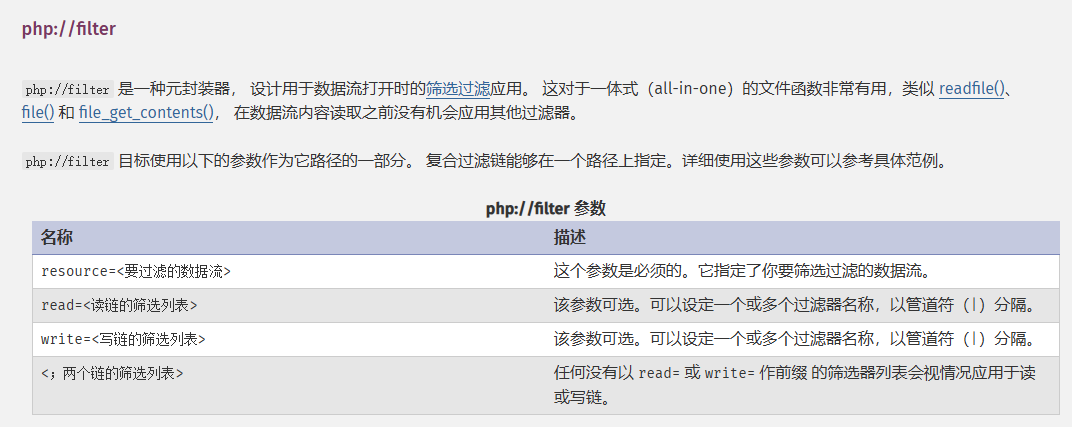 php://filter
php://filter 是一种元封装器， 设计用于数据流打开时的筛选过滤应用。 这对于一体式（all-in-one）的文件函数非常有用，类似 readfile()、
file() 和 file_get_contents()， 在数据流内容读取之前没有机会应用其他过滤器。
php://filter 目标使用以下的参数作为它路径的一部分。 复合过滤链能够在一个路径上指定。详细使用这些参数可以参考具体范例。
php://filter 参数
名称 描述
resource=<要过滤的数据流> 这个参数是必须的。它指定了你要筛选过滤的数据流。
read=<读链的筛选列表> 该参数可选。可以设定一个或多个过滤器名称，以管道符（|）分隔。
write=<写链的筛选列表> 该参数可选。可以设定一个或多个过滤器名称，以管道符（|）分隔。
<；两个链的筛选列表> 任何没有以 read= 或 write= 作前缀 的筛选器列表会视情况应用于读
或写链。